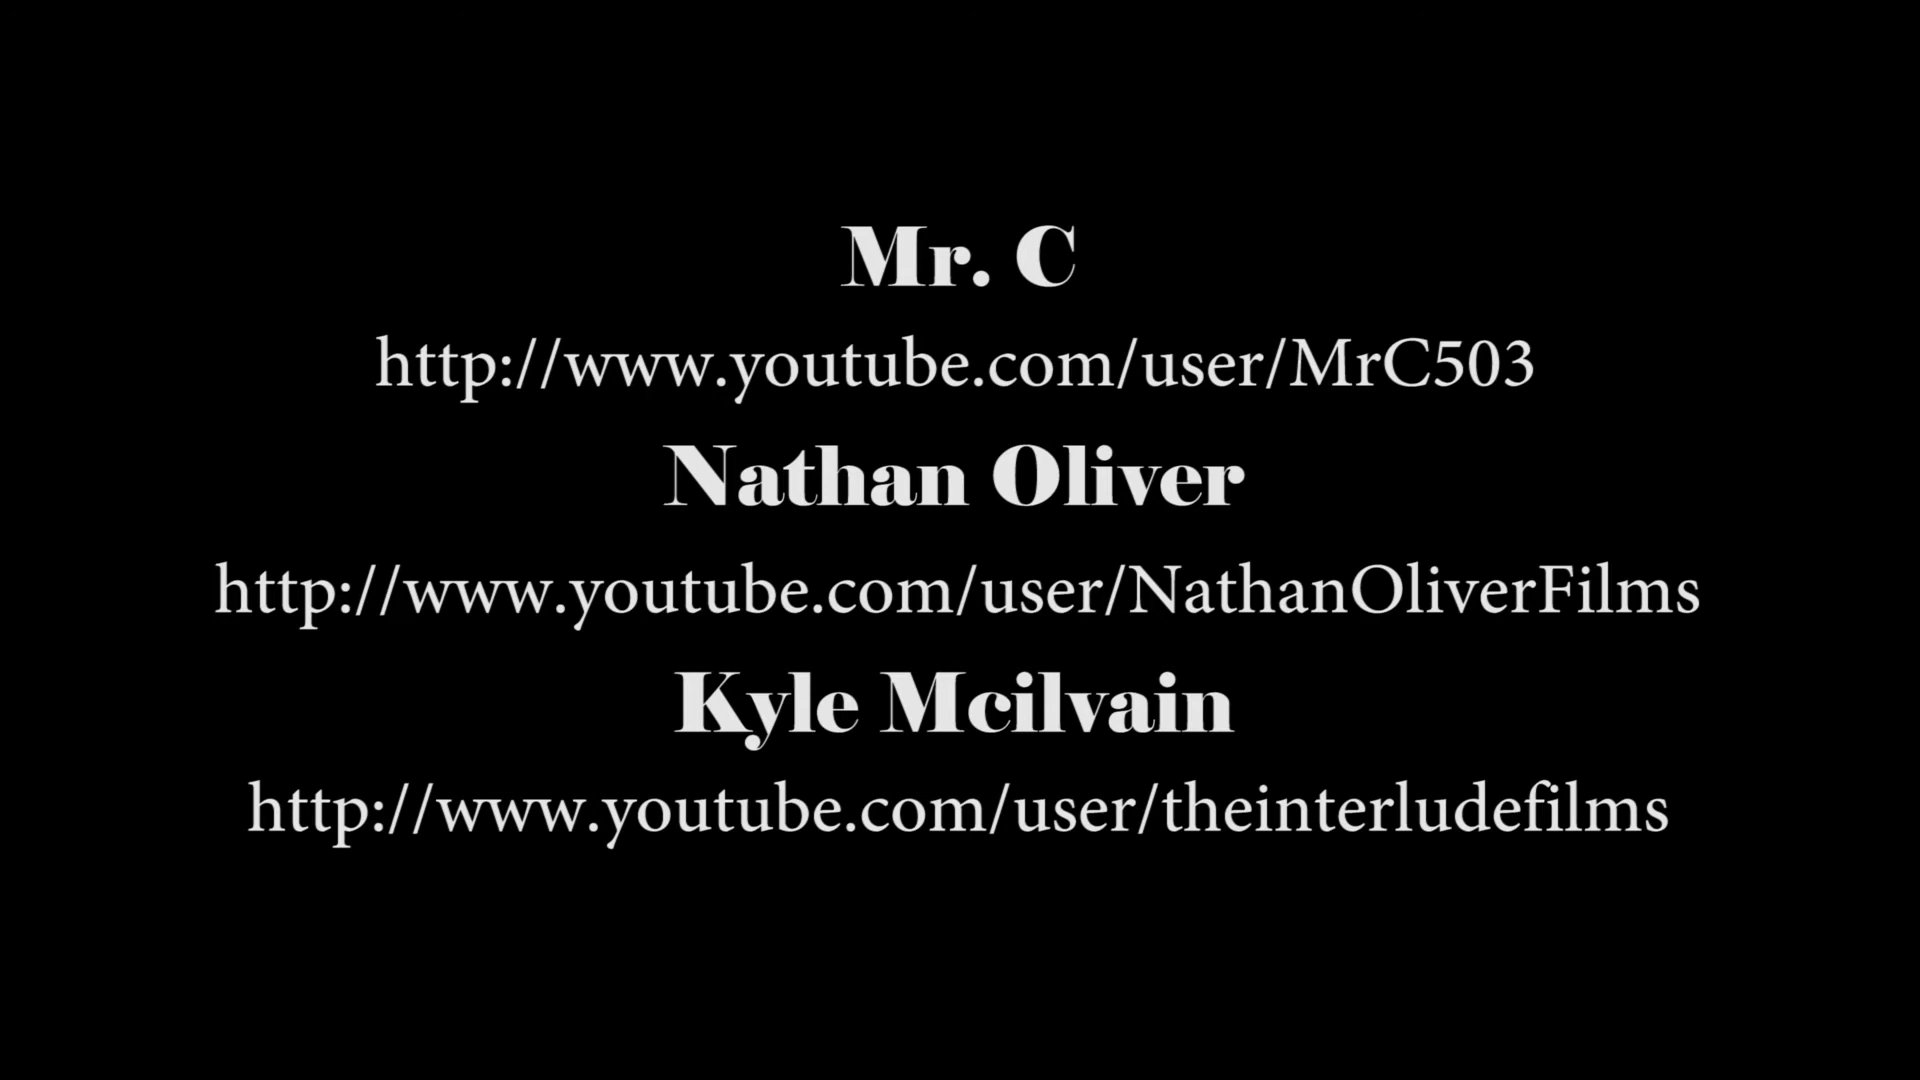 Mr. C
http://www.youtube.com/user/MrC503
Nathan Oliver
http://www.youtube.com/user/NathanOliverFilms
Kyle Mcilvain
http://www.youtube.com/user/theinterludefilms